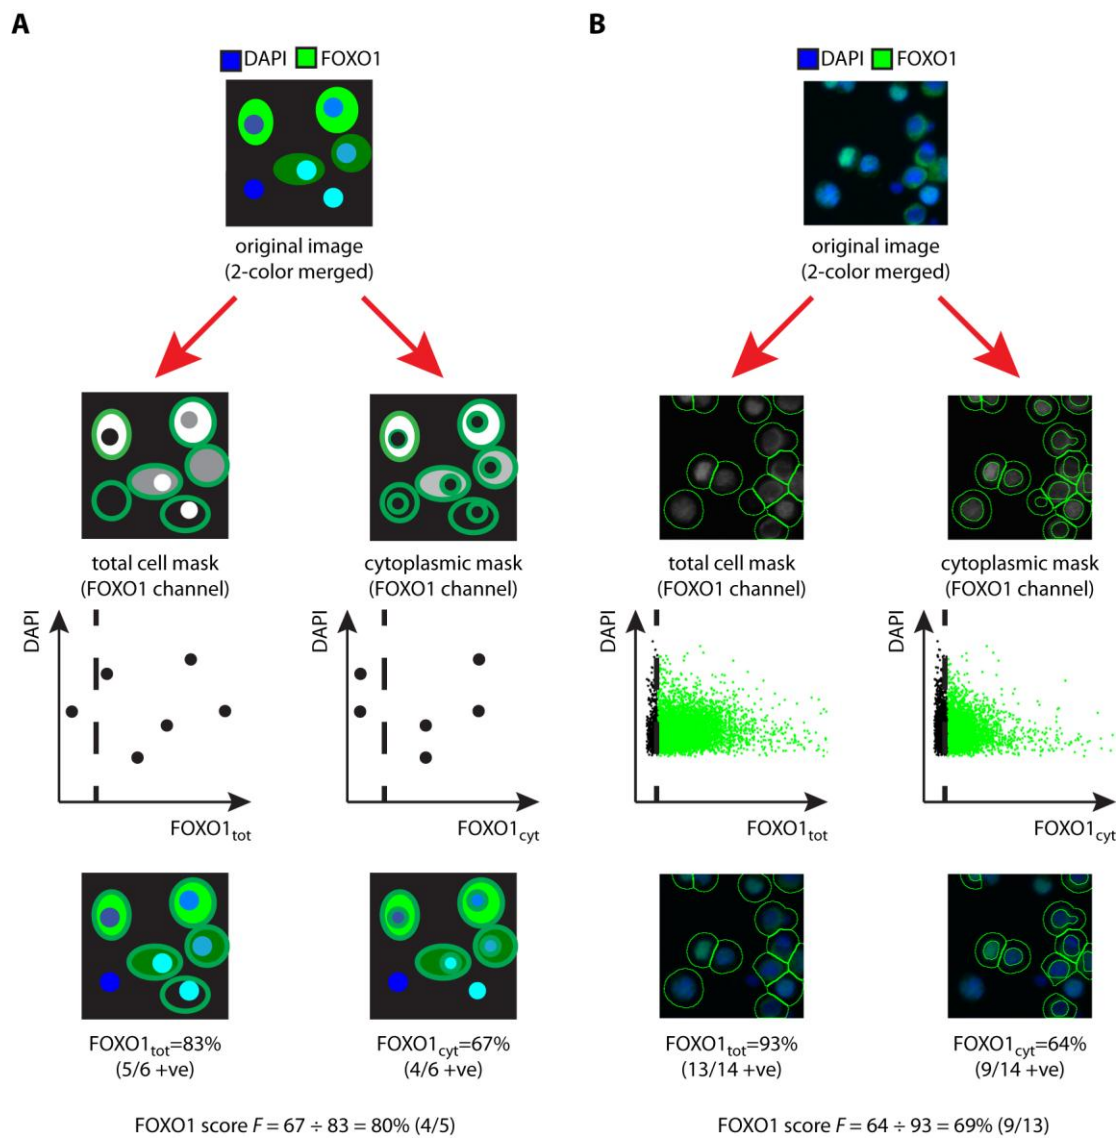 A
DAPI FOXO1
original image
(2-color merged)
total cell mask
(FOXO1 channel)
cytoplasmic mask
(FOXO1 channel)
DAPI
FOXO1tot
DAPI
FOXO1cyt
FOXO1tot=83%
(5/6 +ve)
FOXO1cyt=67%
(4/6 +ve)
FOXO1 score F = 67 ÷ 83 = 80% (4/5)
B
DAPI FOXO1
original image
(2-color merged)
total cell mask
(FOXO1 channel)
cytoplasmic mask
(FOXO1 channel)
DAPI
FOXO1tot
DAPI
FOXO1cyt
FOXO1tot=93%
(13/14 +ve)
FOXO1cyt=64%
(9/14 +ve)
FOXO1 score F = 64 ÷ 93 = 69% (9/13)